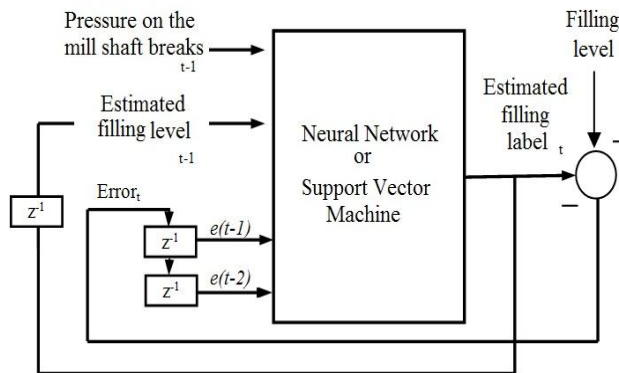 Pressure on the
mill shaft breaks
t-1
Estimated
filling level
t-1
z⁻¹
Error t
z⁻¹
e(t-1)
z⁻¹
e(t-2)
Neural Network
or
Support Vector
Machine
Estimated
filling
label t
Filling
level
–
–